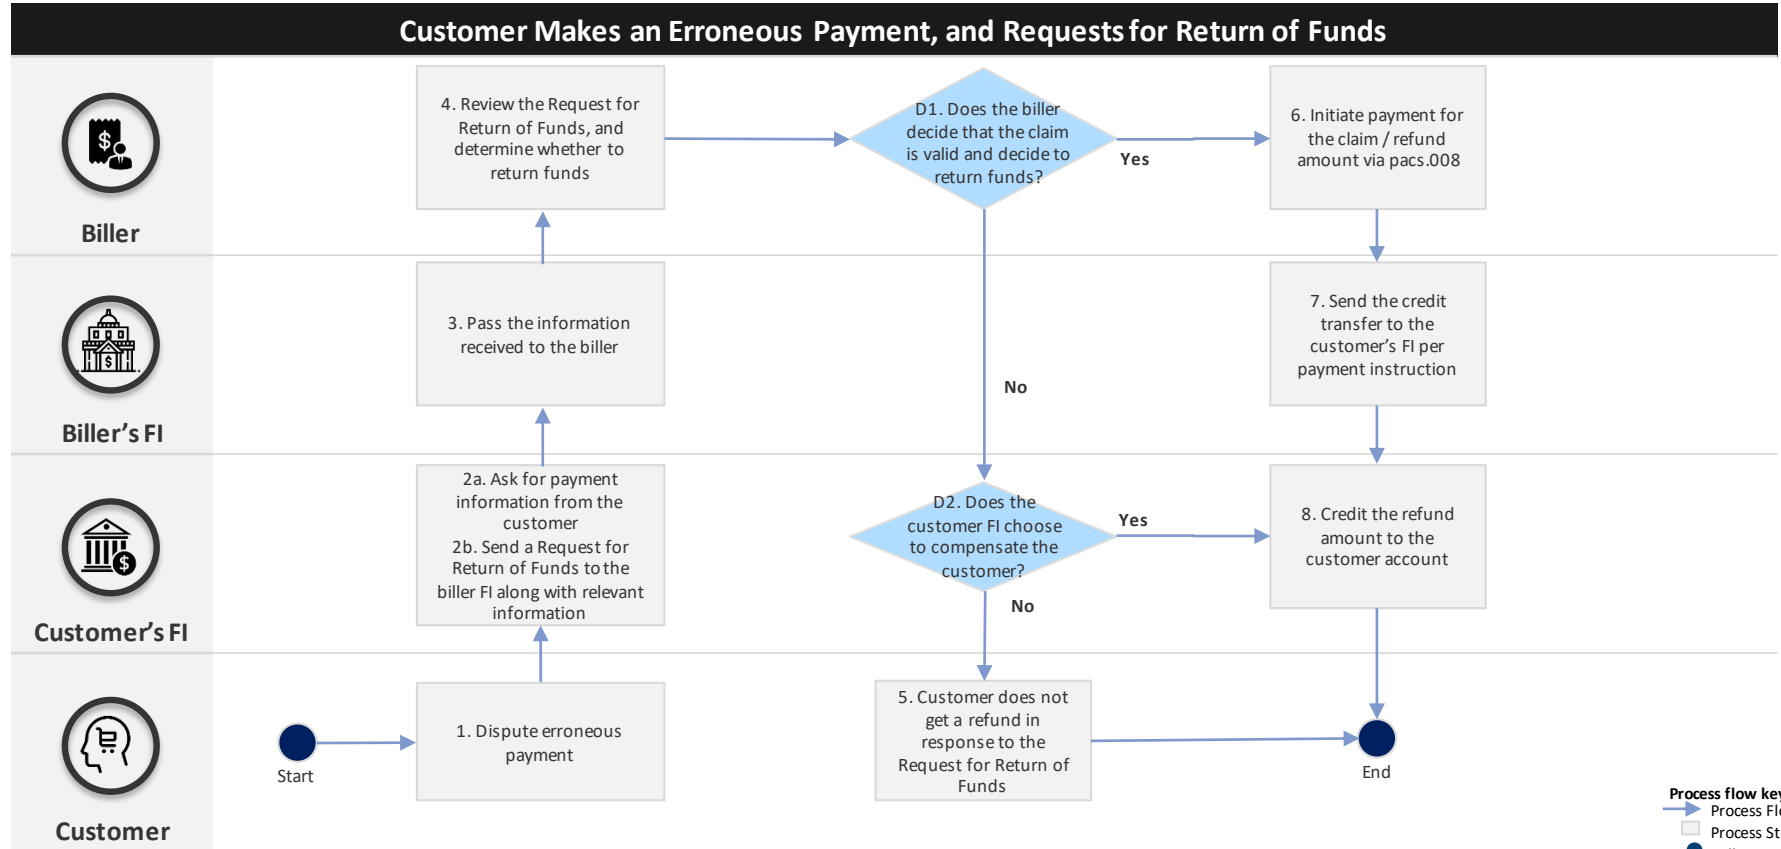 Customer Makes an Erroneous Payment, and Requests for Return of Funds
Biller
4. Review the Request for
Return of Funds, and
determine whether to
return funds
D1. Does the biller
decide that the claim
is valid and decide to
return funds?
Yes
6. Initiate payment for
the claim / refund
amount via pacs.008
Biller's FI
3. Pass the information
received to the biller
No
7. Send the credit
transfer to the
customer's FI per
payment instruction
Customer's FI
2a. Ask for payment
information from the
customer
2b. Send a Request for
Return of Funds to the
biller FI along with relevant
information
D2. Does the
customer FI choose
to compensate the
customer?
Yes
No
8. Credit the refund
amount to the
customer account
Customer
Start
1. Dispute erroneous
payment
5. Customer does not
get a refund in
response to the
Request for Return of
Funds
End
Process flow key
Process Fl
Process St